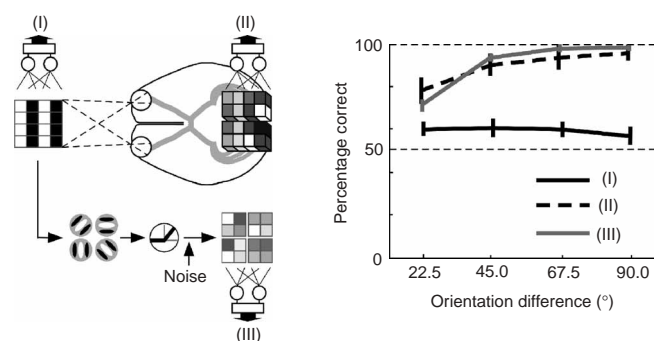 (I)
(II)
Noise
(III)
Percentage correct
100
50
0
(I)
(II)
(III)
22.5 45.0 67.5 90.0
Orientation difference (°)